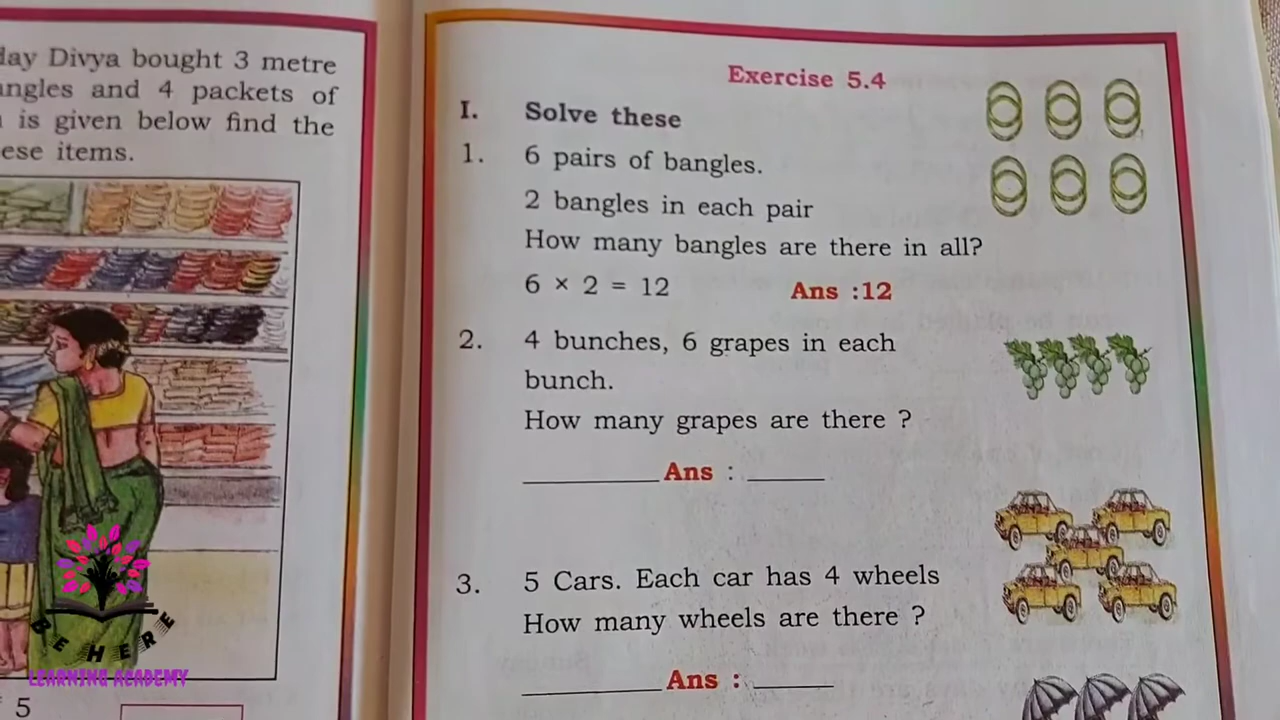 day Divya bought 3 metre
angles and 4 packets of
is given below find the
ese items.
5
Exercise 5.4
I. Solve these
1. 6 pairs of bangles.
2 bangles in each pair
How many bangles are there in all?
6 × 2 = 12 Ans :12
2. 4 bunches, 6 grapes in each
bunch.
How many grapes are there ?
Ans :
3. 5 Cars. Each car has 4 wheels
How many wheels are there ?
Ans :
BE HERE
LEARNING ACADEMY